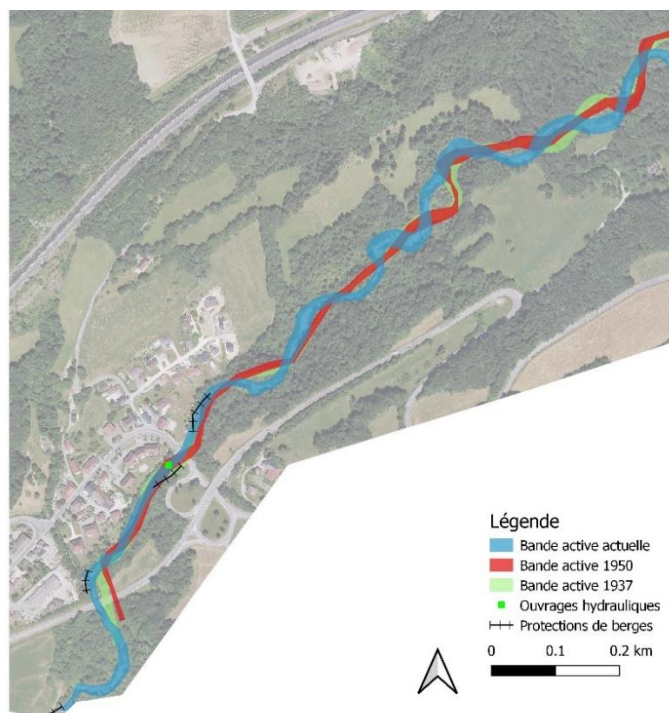 Légende
Bande active actuelle
Bande active 1950
Bande active 1937
Ouvrages hydrauliques
Protections de berges
0 0.1 0.2 km